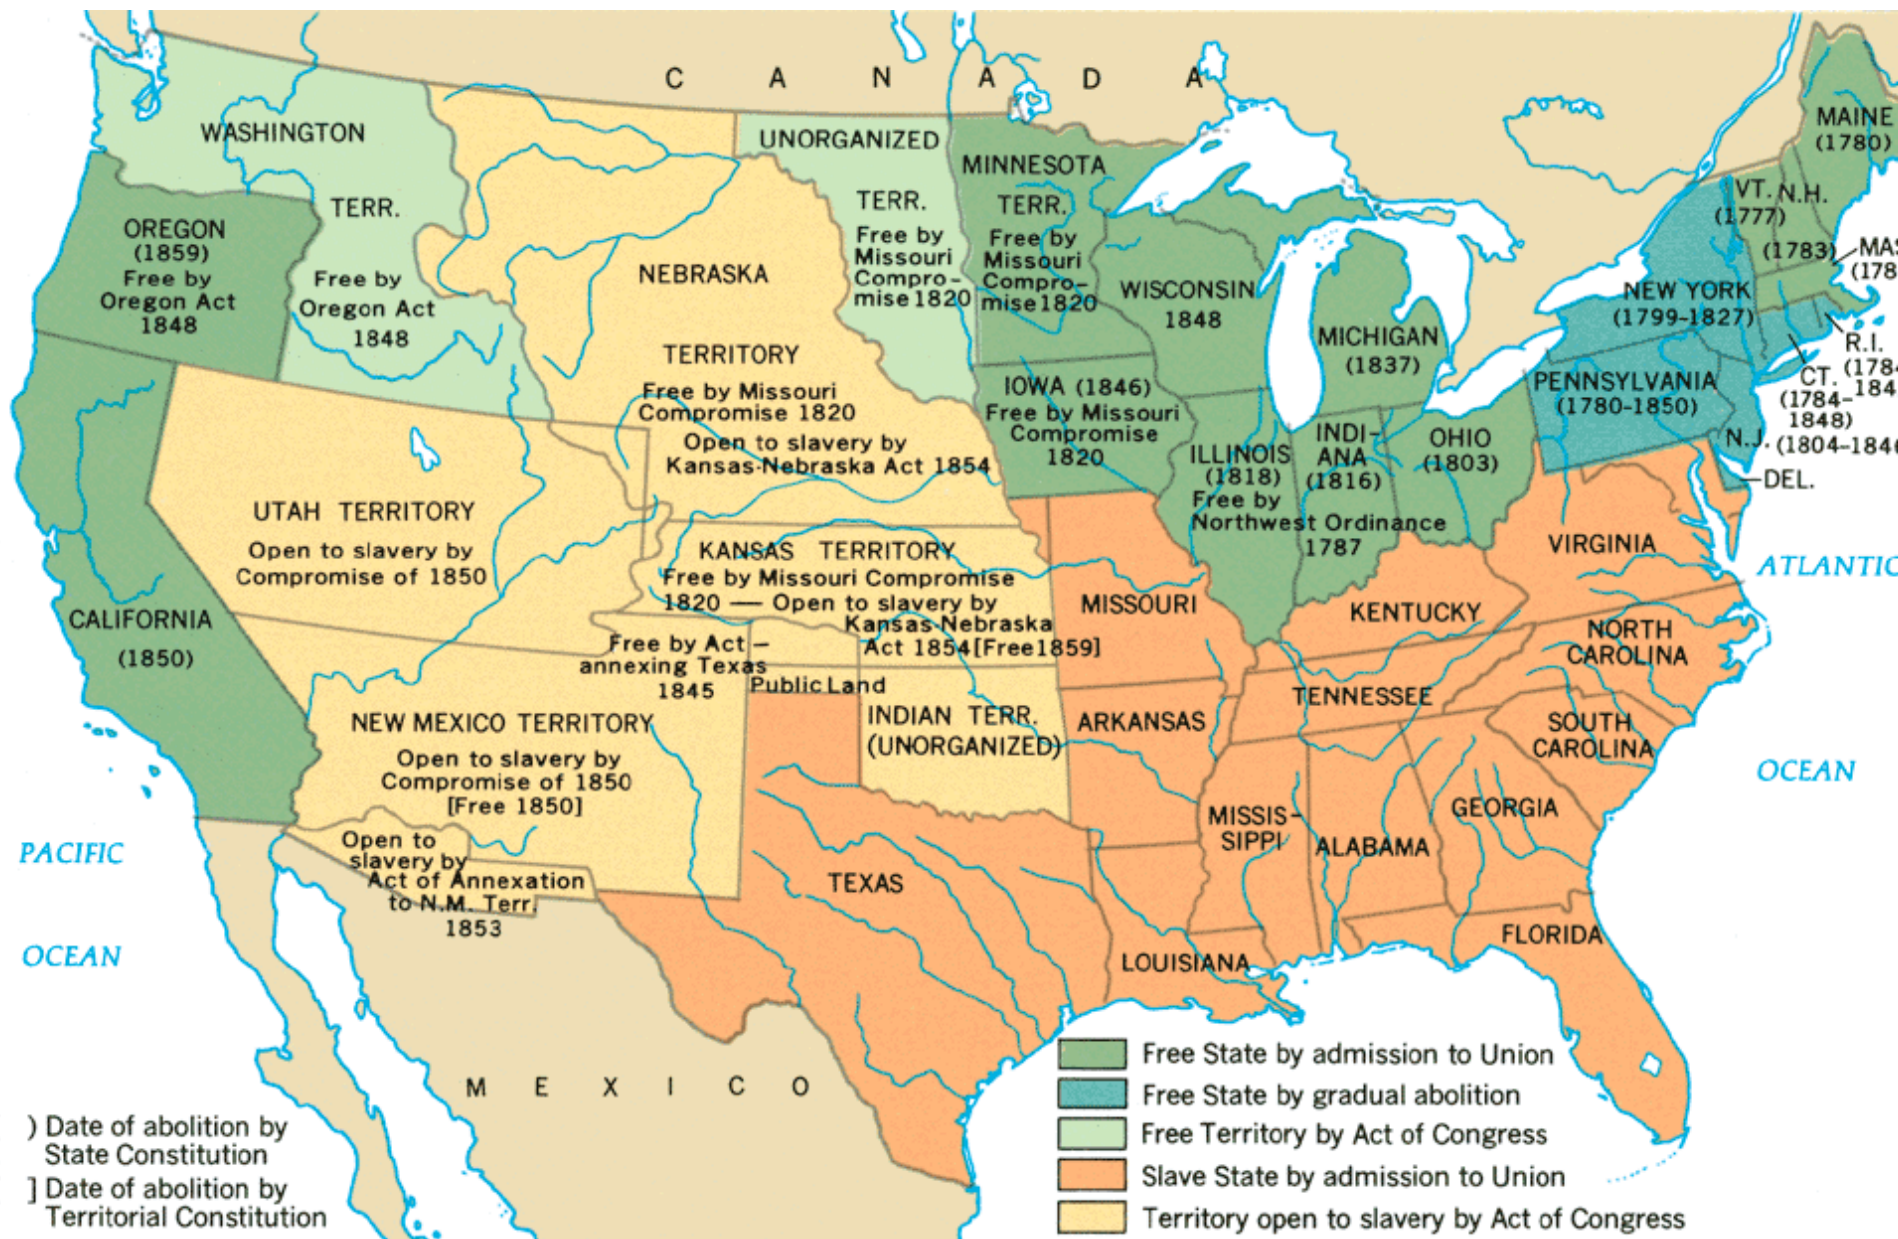 C A N A D A
WASHINGTON
TERR.
Free by
Oregon Act
1848
OREGON
(1859)
Free by
Oregon Act
1848
UNORGANIZED
TERR.
Free by
Missouri
Compro-
mise 1820
MINNESOTA
TERR.
Free by
Missouri
Compro-
mise 1820
NEBRASKA
TERRITORY
Free by Missouri
Compromise 1820
Open to slavery by
Kansas-Nebraska Act 1854
WISCONSIN
1848
MICHIGAN
(1837)
IOWA (1846)
Free by Missouri
Compromise
1820
ILLINOIS
(1818)
INDI-
ANA
(1816)
OHIO
(1803)
Free by
Northwest Ordinance
1787
MAINE
(1780)
VT.
(1777)
N.H.
(1783)
MAS
(178
NEW YORK
(1799-1827)
R.I.
(184
184
CT.
(1784-
1848)
PENNSYLVANIA
(1780-1850)
N.J. (1804-1846
DEL.
UTAH TERRITORY
Open to slavery by
Compromise of 1850
KANSAS TERRITORY
Free by Missouri Compromise
1820 — Open to slavery by
Kansas-Nebraska
Act 1854 [Free 1859]
CALIFORNIA
(1850)
Free by Act –
annexing Texas
1845
Public Land
NEW MEXICO TERRITORY
Open to slavery by
Compromise of 1850
[Free 1850]
INDIAN TERR.
(UNORGANIZED)
Open to
slavery by
Act of Annexation
to N.M. Terr.
1853
MISSOURI
KENTUCKY
VIRGINIA
NORTH
CAROLINA
TENNESSEE
ARKANSAS
SOUTH
CAROLINA
MISSIS-
SIPPI
ALABAMA
GEORGIA
TEXAS
LOUISIANA
FLORIDA
ATLANTIC
OCEAN
PACIFIC
OCEAN
M E X I C O
) Date of abolition by
State Constitution
] Date of abolition by
Territorial Constitution
Free State by admission to Union
Free State by gradual abolition
Free Territory by Act of Congress
Slave State by admission to Union
Territory open to slavery by Act of Congress